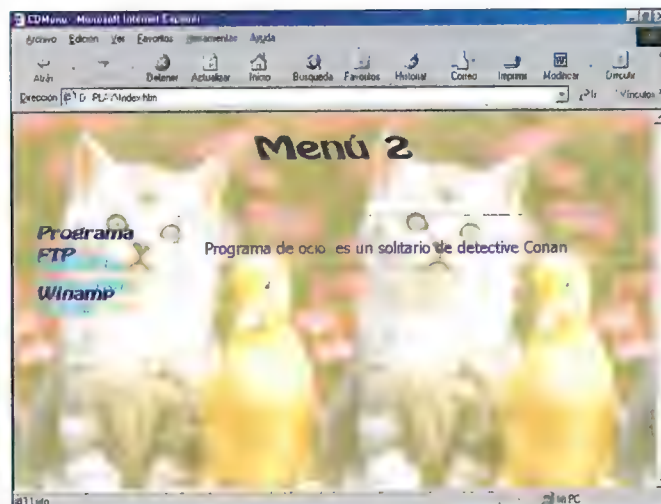 CDMenu - Microsoft Internet Explorer
Archivo Edición Ver Favoritos Herramientas Ayuda
Atrás Detener Actualizar Inicio Búsqueda Favoritos Historial Correo Imprimir Modificar Discutir
Dirección Ir Vínculos
Menú 2
Programa
FTP
Programa de ocio es un solitario de detective Conan
Winamp
Mi PC